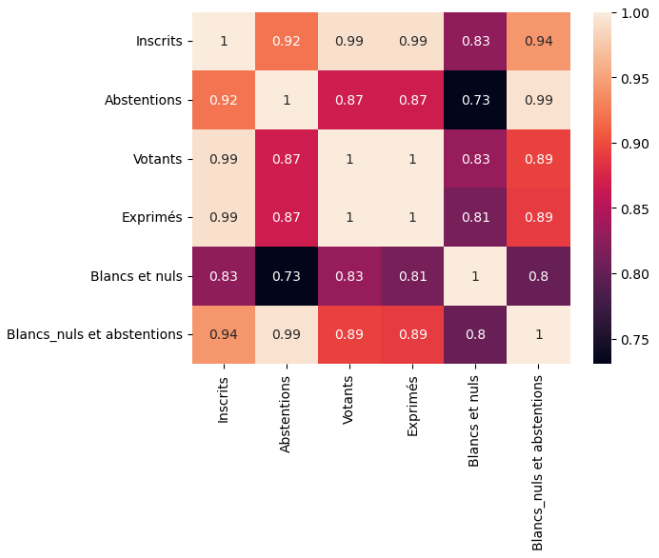 Inscrits 1 0.92 0.99 0.99 0.83 0.94
Abstentions 0.92 1 0.87 0.87 0.73 0.99
Votants 0.99 0.87 1 1 0.83 0.89
Exprimés 0.99 0.87 1 1 0.81 0.89
Blancs et nuls 0.83 0.73 0.83 0.81 1 0.8
Blancs_nuls et abstentions 0.94 0.99 0.89 0.89 0.8 1
Inscrits
Abstentions
Votants
Exprimés
Blancs et nuls
Blancs_nuls et abstentions
1.00
0.95
0.90
0.85
0.80
0.75